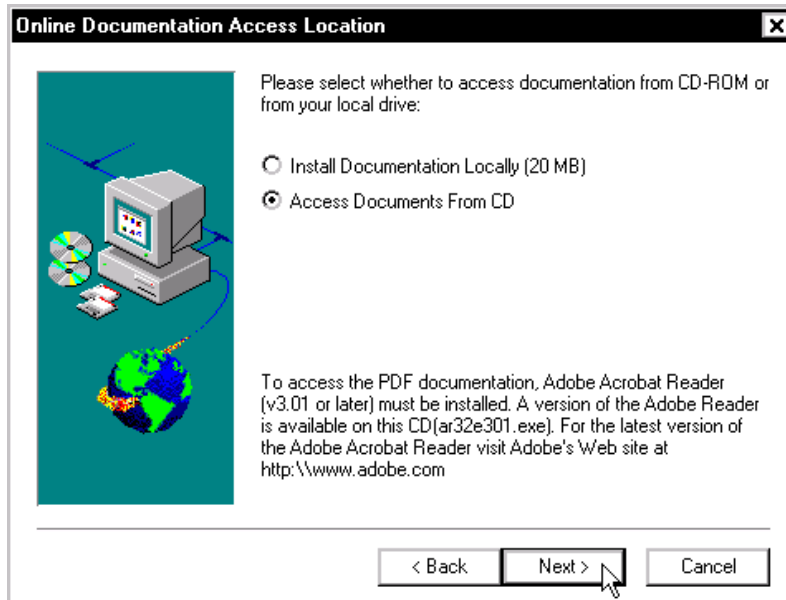 Online Documentation Access Location
Please select whether to access documentation from CD-ROM or
from your local drive:
Install Documentation Locally (20 MB)
Access Documents From CD
To access the PDF documentation, Adobe Acrobat Reader
(v3.01 or later) must be installed. A version of the Adobe Reader
is available on this CD(ar32e301.exe). For the latest version of
the Adobe Acrobat Reader visit Adobe's Web site at
http:\\www.adobe.com
< Back
Next >
Cancel